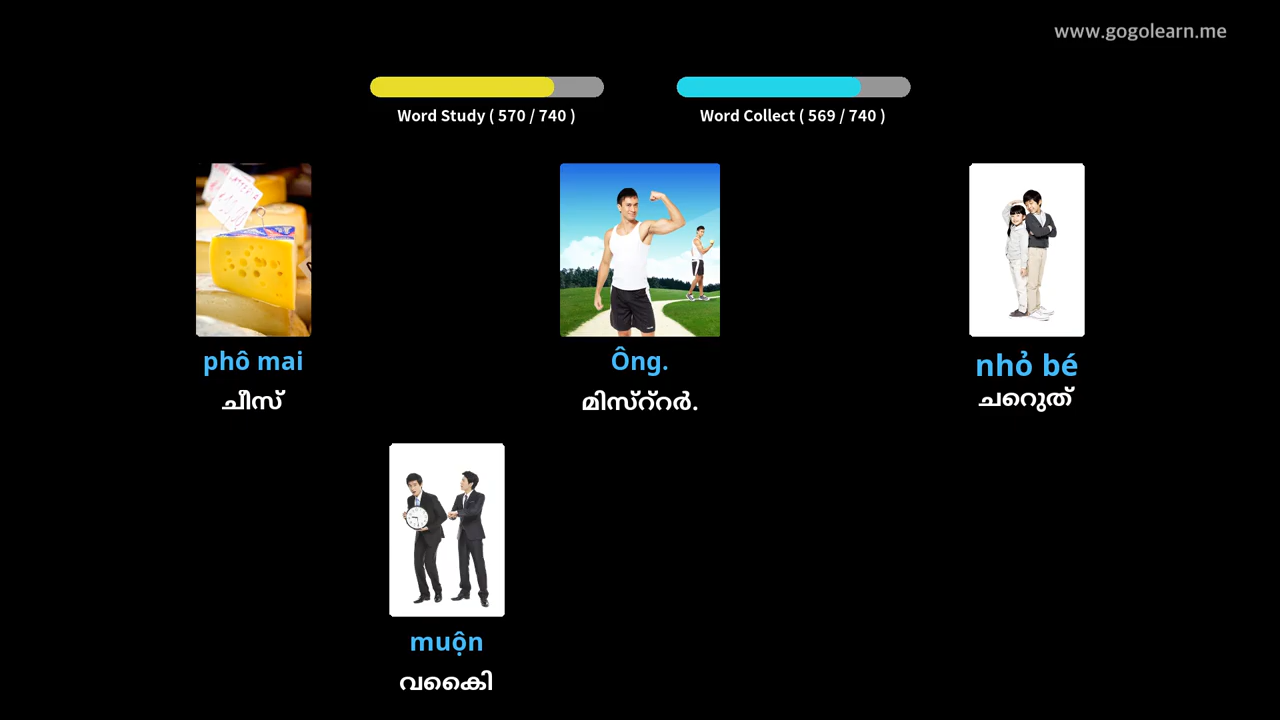 www.gogolearn.me
Word Study ( 570 / 740 )
Word Collect ( 569 / 740 )
phô mai
ചീസ്
Ông.
മിസ്റ്റർ.
nhỏ bé
ചെറുത്
muộn
വൈകി